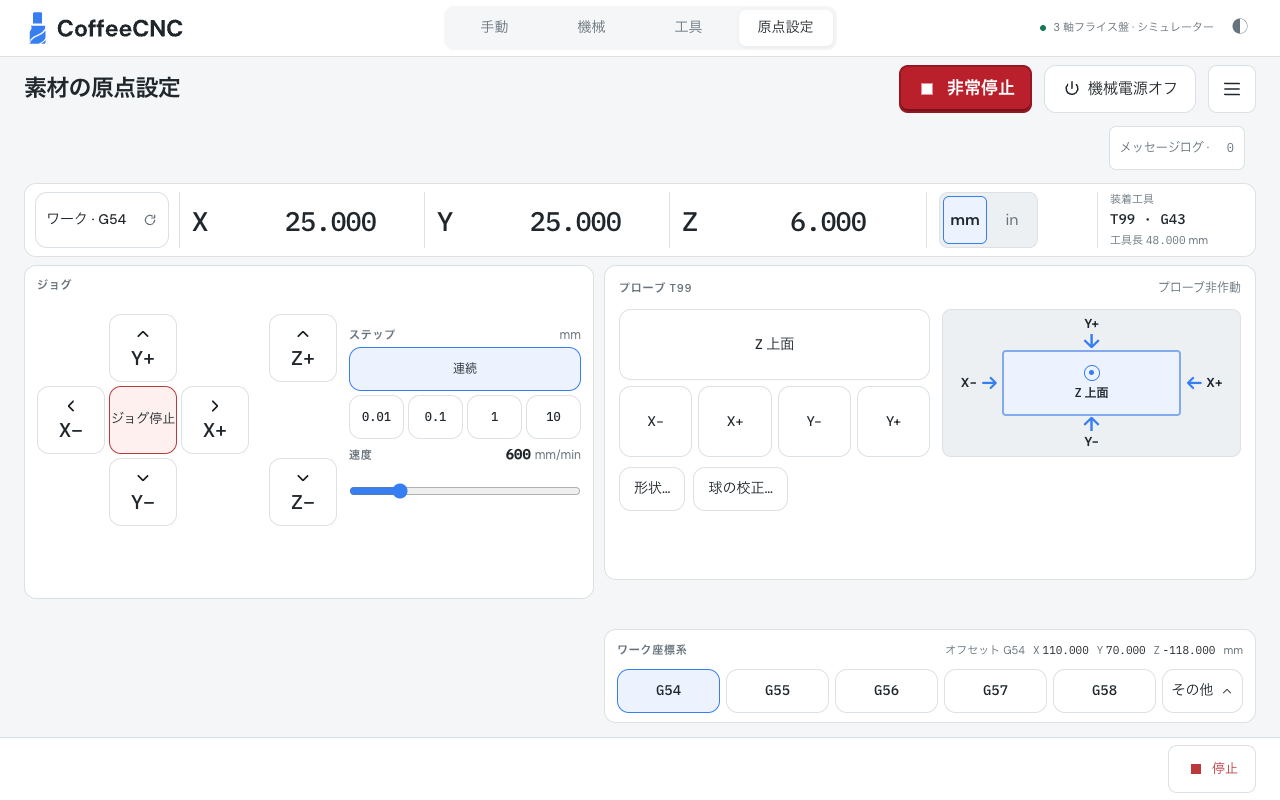 CoffeeCNC
手動
機械
工具
原点設定
3 軸フライス盤 · シミュレーター
素材の原点設定
非常停止
機械電源オフ
メッセージログ · 0
ワーク · G54
X 25.000
Y 25.000
Z 6.000
mm
in
装着工具
T99 · G43
工具長 48.000 mm
ジョグ
Y+
X−
ジョグ停止
X+
Y−
Z+
Z−
ステップ mm
連続
0.01
0.1
1
10
速度 600 mm/min
プローブ T99
プローブ非作動
Z 上面
X−
X+
Y−
Y+
形状…
球の校正…
Y+
X−
Z 上面
X+
Y−
ワーク座標系
オフセット G54 X 110.000 Y 70.000 Z -118.000 mm
G54
G55
G56
G57
G58
その他
停止